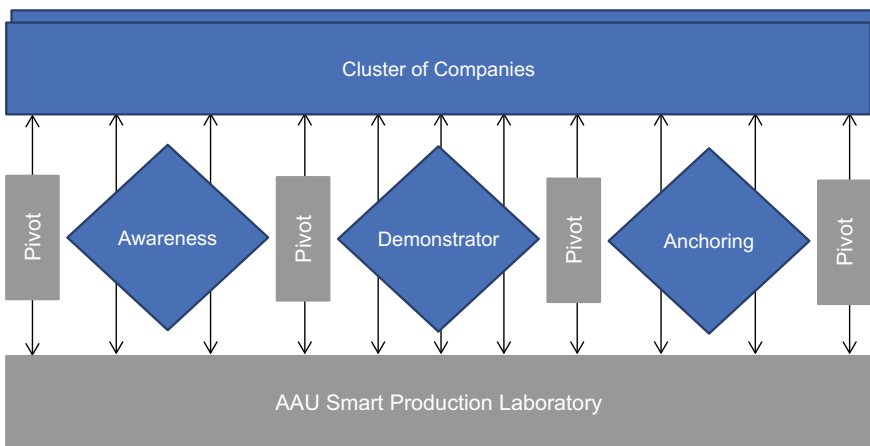 Cluster of Companies
Pivot
Awareness
Pivot
Demonstrator
Pivot
Anchoring
Pivot
AAU Smart Production Laboratory